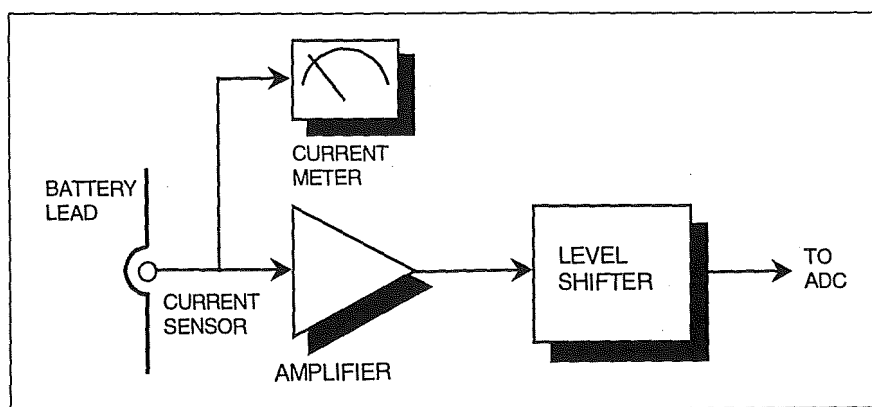 CURRENT
METER
BATTERY
LEAD
LEVEL
SHIFTER
TO
ADC
CURRENT
SENSOR
AMPLIFIER